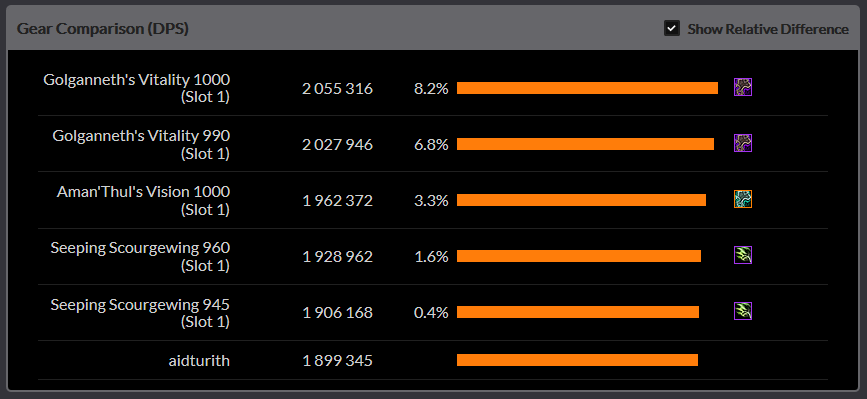 Gear Comparison (DPS)
Show Relative Difference
Golganneth's Vitality 1000
(Slot 1)
2 055 316
8.2%
Golganneth's Vitality 990
(Slot 1)
2 027 946
6.8%
Aman'Thul's Vision 1000
(Slot 1)
1 962 372
3.3%
Seeping Scourgewing 960
(Slot 1)
1 928 962
1.6%
Seeping Scourgewing 945
(Slot 1)
1 906 168
0.4%
aidturith
1 899 345